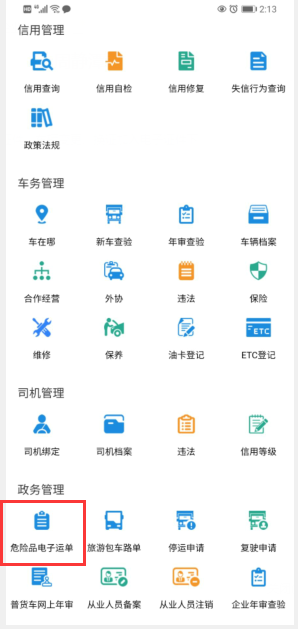 HD 46 2:13
信用管理
信用查询 信用自检 信用修复 失信行为查询
政策法规
车务管理
车在哪 新车查验 年审查验 车辆档案
合作经营 外协 违法 保险
ETC
维修 保养 油卡登记 ETC登记
司机管理
司机绑定 司机档案 违法 信用等级
政务管理
危险品电子运单 旅游包车路单 停运申请 复驶申请
普货车网上年审 从业人员备案 从业人员注销 企业年审查验